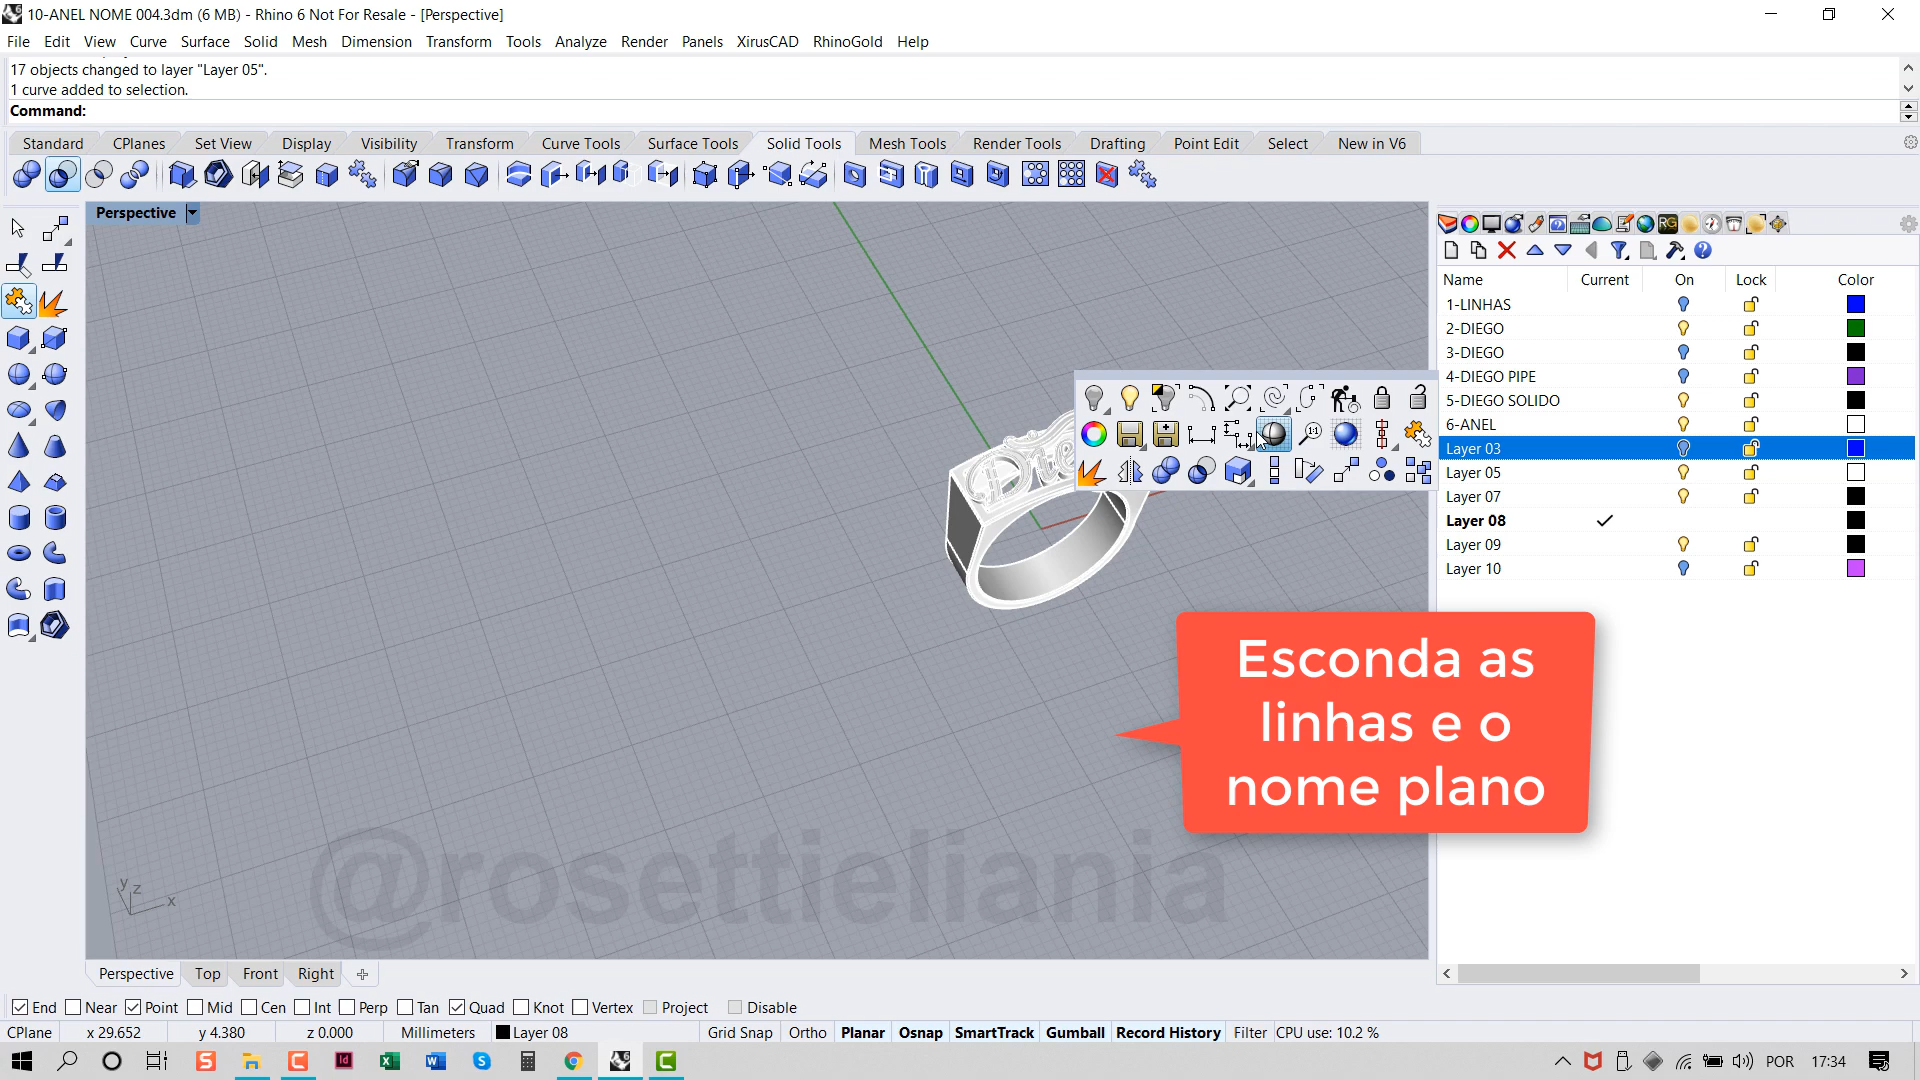 10-ANEL NOME 004.3dm (6 MB) - Rhino 6 Not For Resale - [Perspective]
File Edit View Curve Surface Solid Mesh Dimension Transform Tools Analyze Render Panels XirusCAD RhinoGold Help
17 objects changed to layer "Layer 05".
1 curve added to selection.
Command:
Standard CPlanes Set View Display Visibility Transform Curve Tools Surface Tools Solid Tools Mesh Tools Render Tools Drafting Point Edit Select New in V6
Perspective
Name Current On Lock Color
1-LINHAS
2-DIEGO
3-DIEGO
4-DIEGO PIPE
5-DIEGO SOLIDO
6-ANEL
Layer 03
Layer 05
Layer 07
Layer 08
Layer 09
Layer 10
Esconda as
linhas e o
nome plano
@rosettieliania
y z x
Perspective Top Front Right
End Near Point Mid Cen Int Perp Tan Quad Knot Vertex Project Disable
CPlane x 29.652 y 4.380 z 0.000 Millimeters Layer 08 Grid Snap Ortho Planar Osnap SmartTrack Gumball Record History Filter CPU use: 10.2 %
POR 17:34